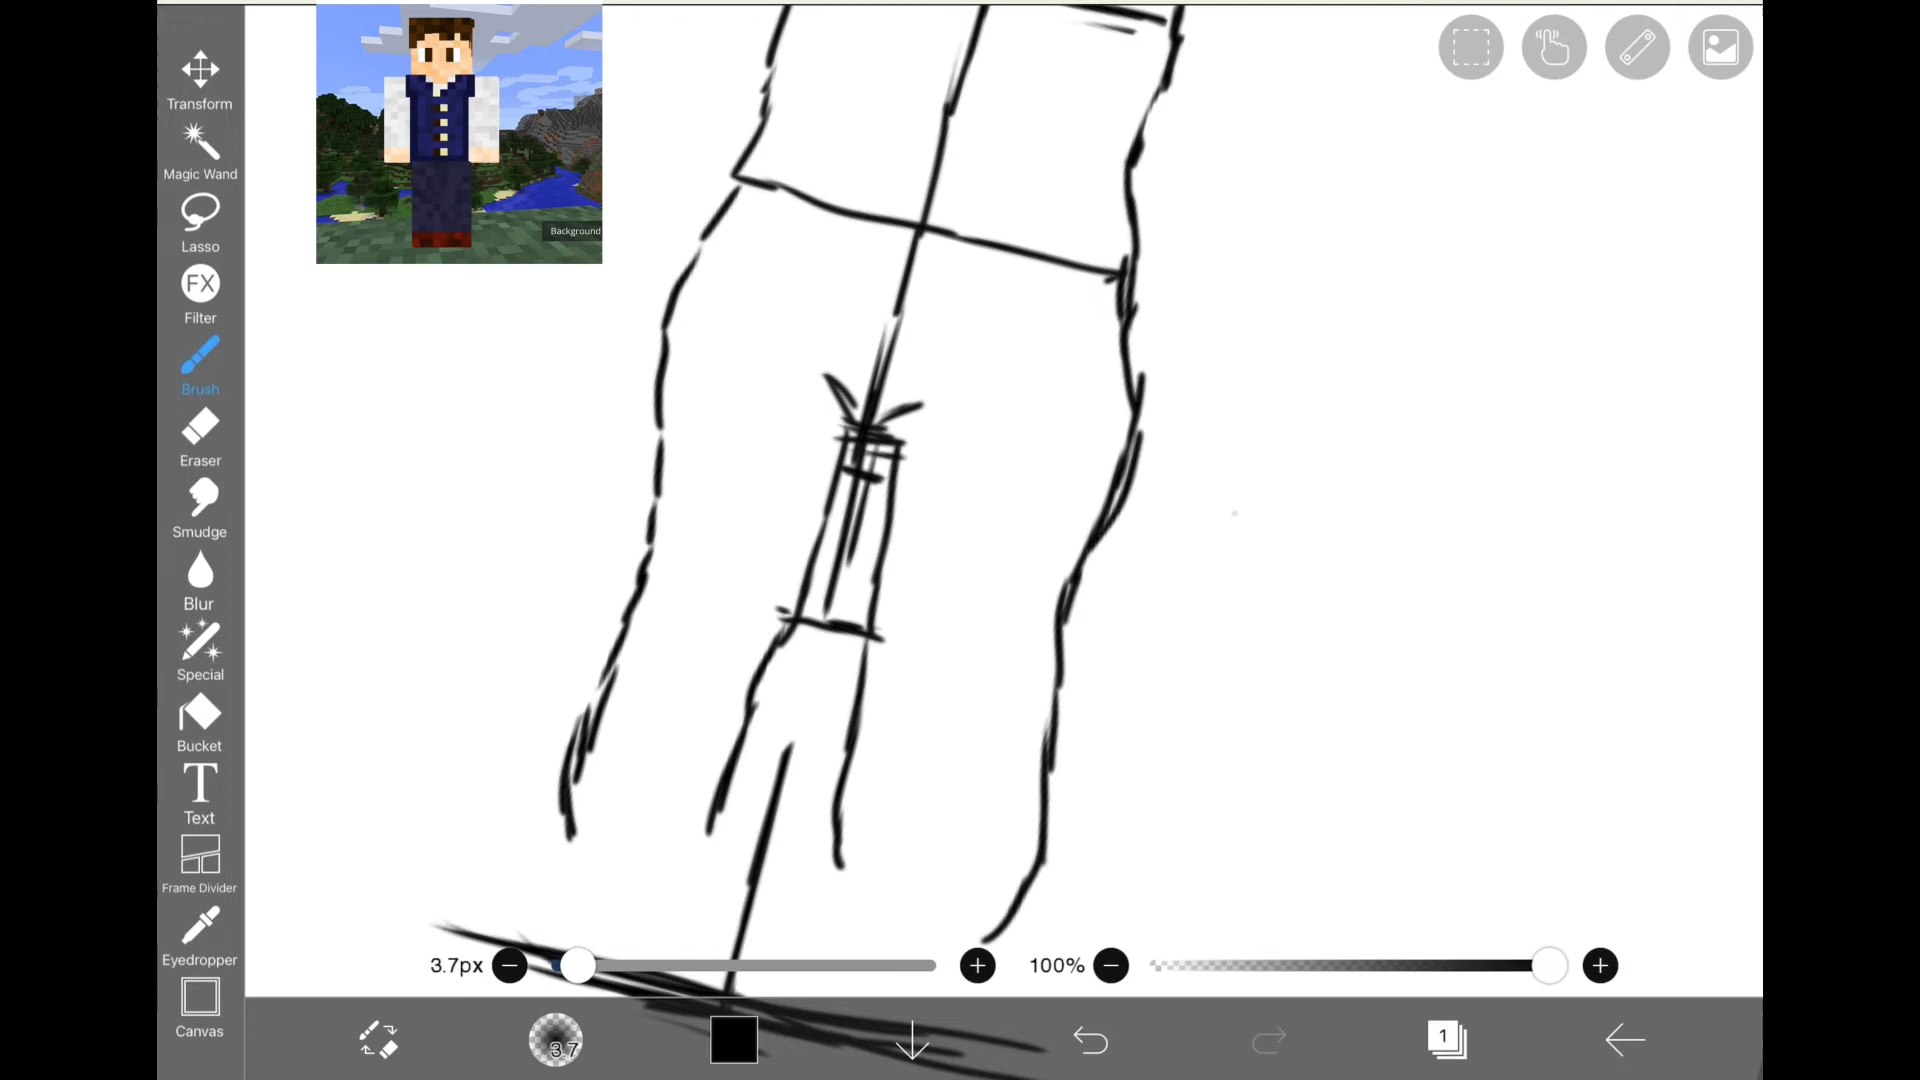 Background
Transform
Magic Wand
Lasso
FX
Filter
Brush
Eraser
Smudge
Blur
Special
Bucket
T
Text
Frame Divider
Eyedropper
Canvas
3.7px
100%
3.7
1